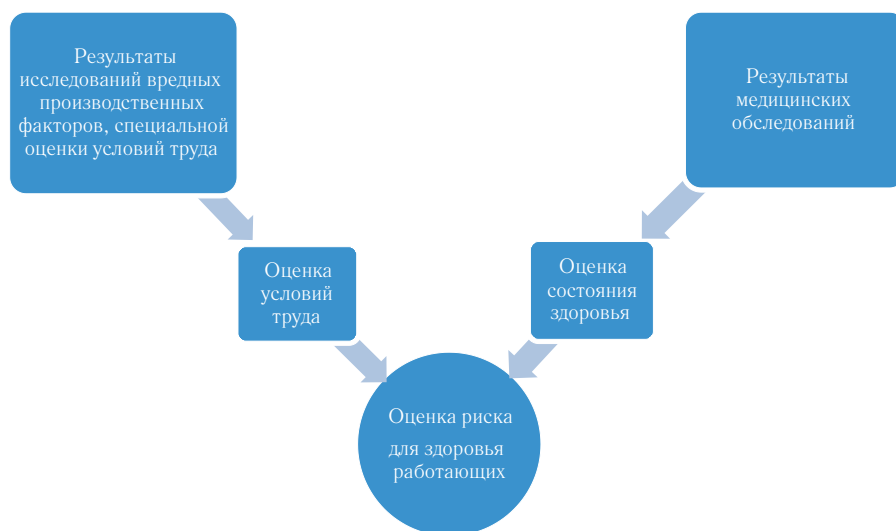 Результаты
исследований вредных
производственных
факторов, специальной
оценки условий труда
Результаты
медицинских
обследований
Оценка
условий
труда
Оценка
состояния
здоровья
Оценка риска
для здоровья
работающих